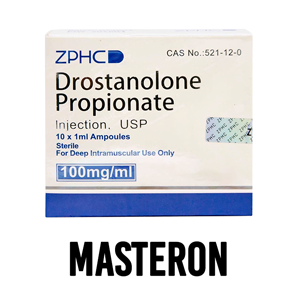 ZPHC
CAS No.:521-12-0
Drostanolone
Propionate
Injection, USP
10 x 1ml Ampoules
Sterile
For Deep Intramuscular Use Only
100mg/ml
MASTERON